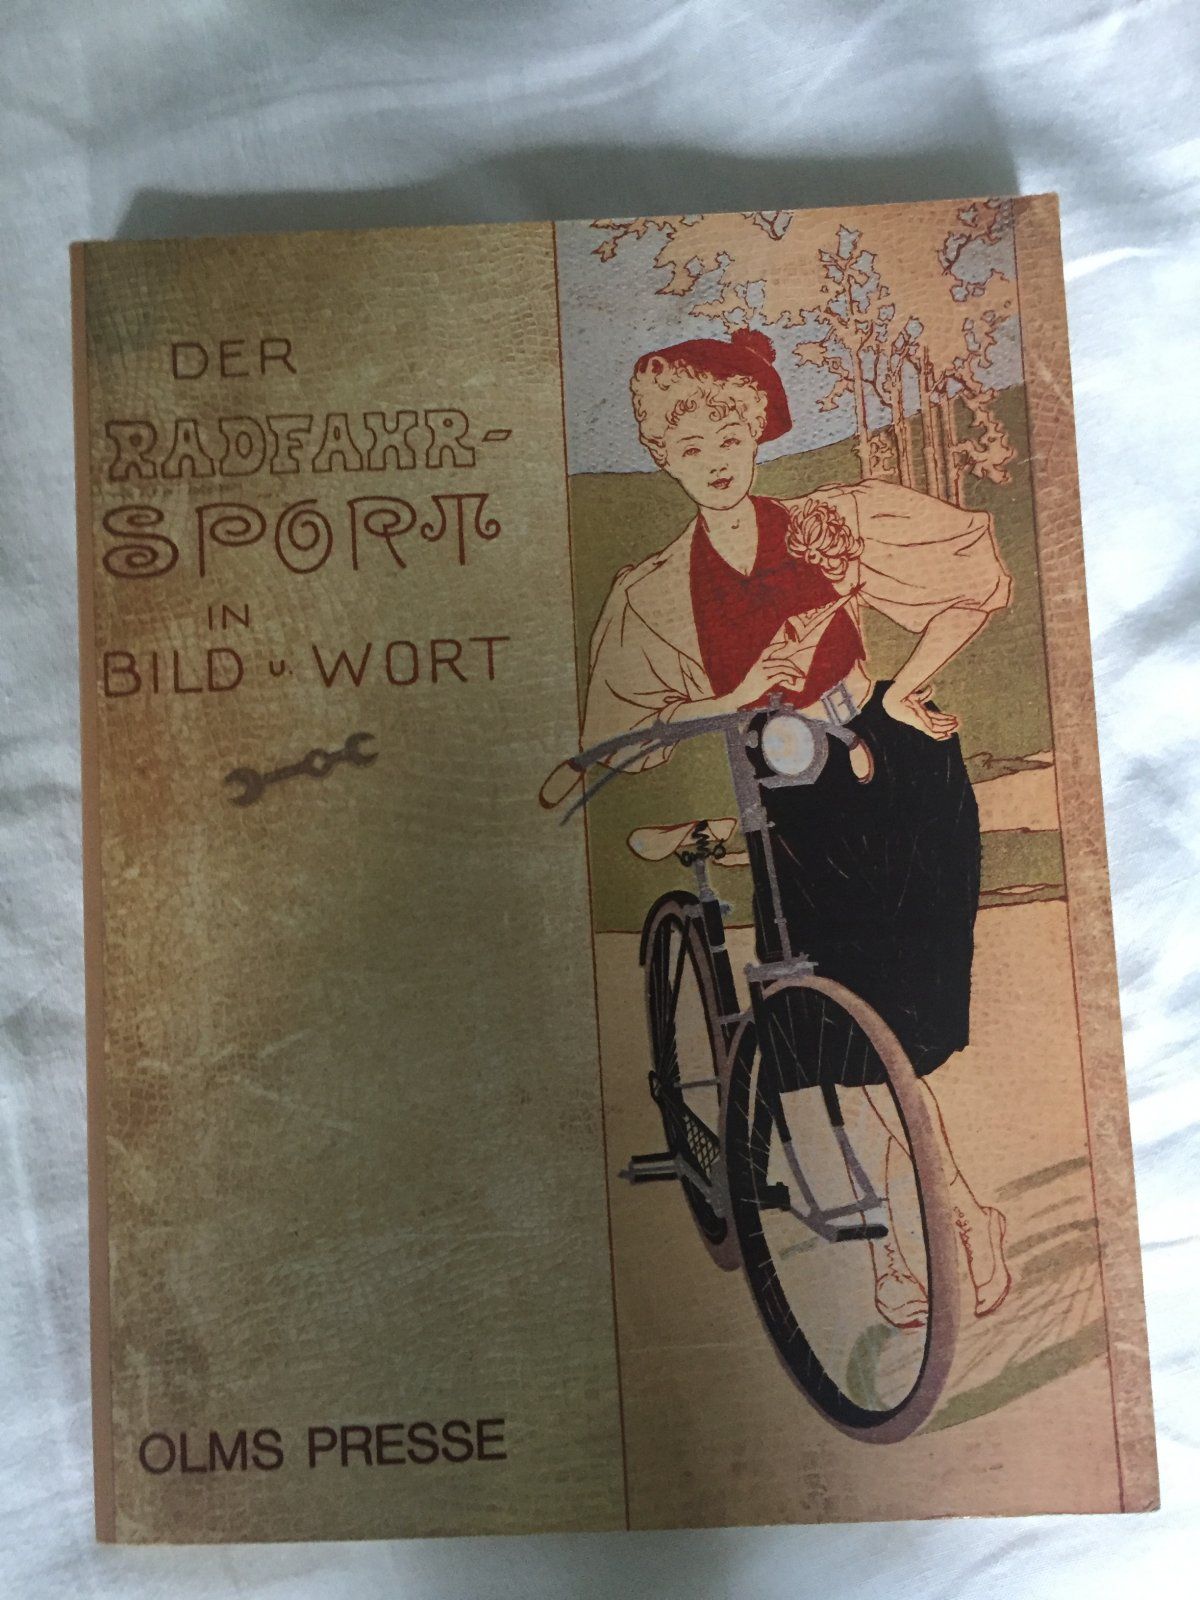 DER
RADFAHR-
SPORT
IN
BILD u. WORT
OLMS PRESSE